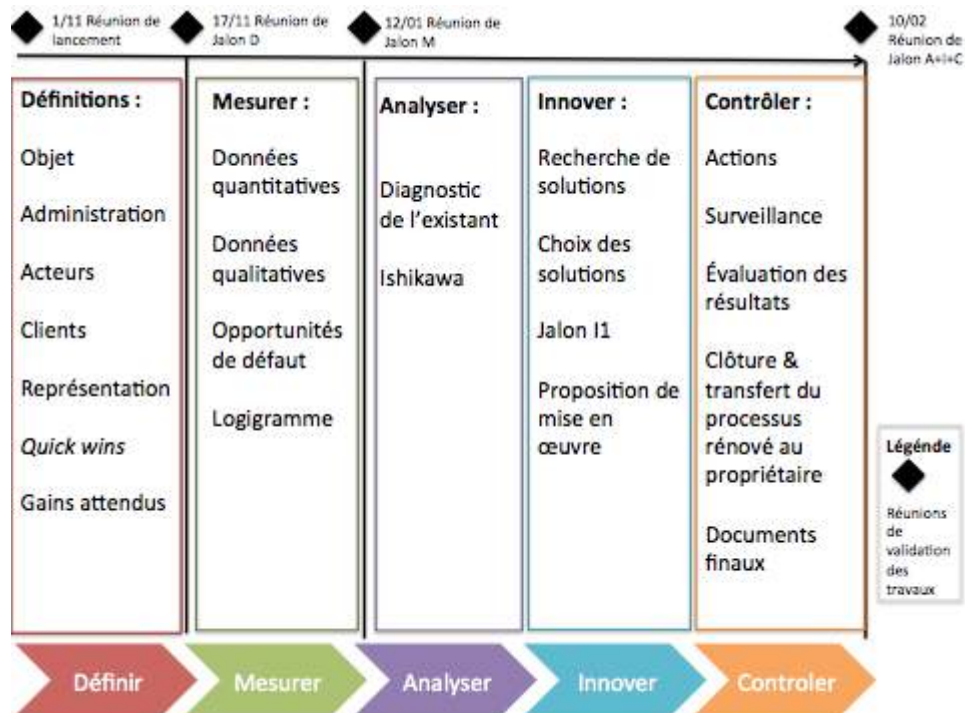 1/11 Réunion de
lancement
17/11 Réunion de
Jalon D
12/01 Réunion de
Jalon M
10/02
Réunion de
Jalon A+I+C
Définitions :
Objet
Administration
Acteurs
Clients
Représentation
Quick wins
Gains attendus
Mesurer :
Données
quantitatives
Données
qualitatives
Opportunités
de défaut
Logigramme
Analyser :
Diagnostic
de l'existant
Ishikawa
Innover :
Recherche de
solutions
Choix des
solutions
Jalon I1
Proposition de
mise en
œuvre
Contrôler :
Actions
Surveillance
Évaluation des
résultats
Clôture &
transfert du
processus
rénové au
propriétaire
Documents
finaux
Légénde
Réunions
de
validation
des
travaux
Définir
Mesurer
Analyser
Innover
Controler